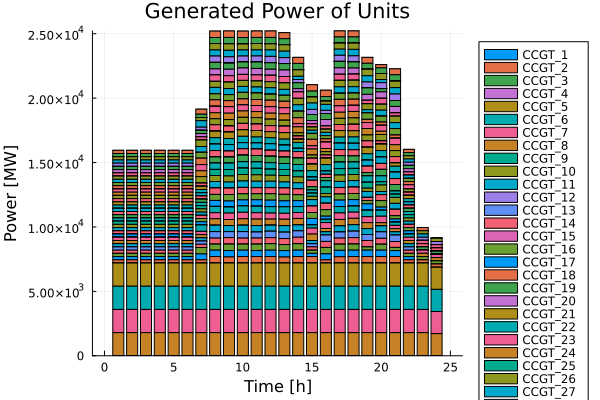 Generated Power of Units
Power [MW]
2.50×10⁴
2.00×10⁴
1.50×10⁴
1.00×10⁴
5.00×10³
0
0 5 10 15 20 25
Time [h]
CCGT_1
CCGT_2
CCGT_3
CCGT_4
CCGT_5
CCGT_6
CCGT_7
CCGT_8
CCGT_9
CCGT_10
CCGT_11
CCGT_12
CCGT_13
CCGT_14
CCGT_15
CCGT_16
CCGT_17
CCGT_18
CCGT_19
CCGT_20
CCGT_21
CCGT_22
CCGT_23
CCGT_24
CCGT_25
CCGT_26
CCGT_27